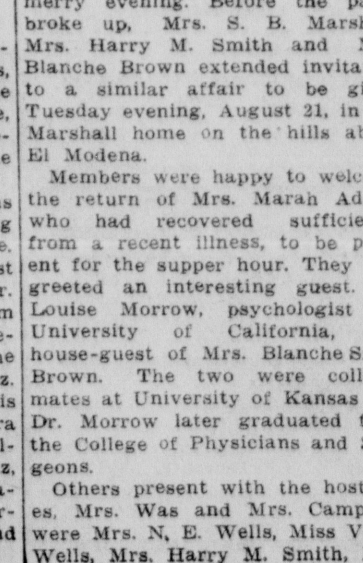 merry evening. Before the
broke up, Mrs. S. B. Marsh
Mrs. Harry M. Smith and
Blanche Brown extended invita
to a similar affair to be gi
Tuesday evening, August 21, in
Marshall home on the hills ab
El Modena.
Members were happy to welc
the return of Mrs. Marah Ad
who had recovered sufficie
from a recent illness, to be p
ent for the supper hour. They
greeted an interesting guest.
Louise Morrow, psychologist
University of California,
house-guest of Mrs. Blanche S
Brown. The two were coll
mates at University of Kansas
Dr. Morrow later graduated f
the College of Physicians and S
geons.
Others present with the host
es, Mrs. Was and Mrs. Camp
were Mrs. N. E. Wells, Miss V
Wells, Mrs. Harry M. Smith,